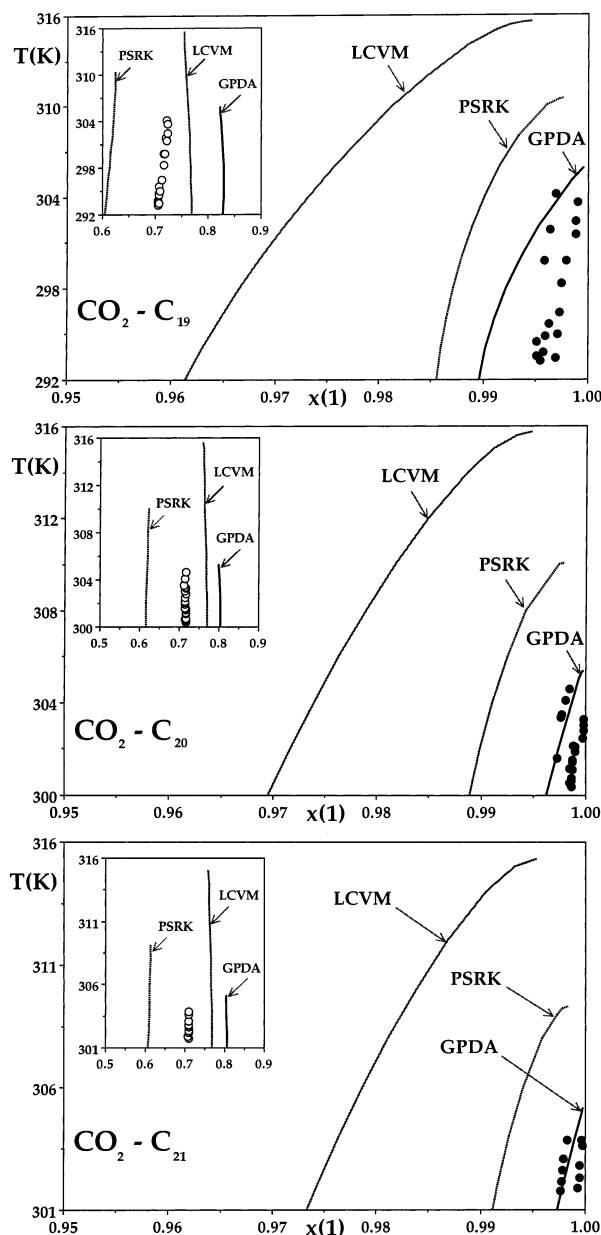 T(K)
316
310
304
298
292
0.95
0.96
0.97
0.98
0.99
1.00
x(1)
CO2 - C19
LCVM
PSRK
GPDA
316
312
308
304
300
296
292
0.6
0.7
0.8
0.9
PSRK
LCVM
GPDA
T(K)
316
312
308
304
300
0.95
0.96
0.97
0.98
0.99
1.00
x(1)
CO2 - C20
LCVM
PSRK
GPDA
316
313
310
307
304
300
0.5
0.6
0.7
0.8
0.9
PSRK
LCVM
GPDA
T(K)
316
311
306
301
0.95
0.96
0.97
0.98
0.99
1.00
x(1)
CO2 - C21
LCVM
PSRK
GPDA
316
311
306
301
0.5
0.6
0.7
0.8
0.9
PSRK
LCVM
GPDA